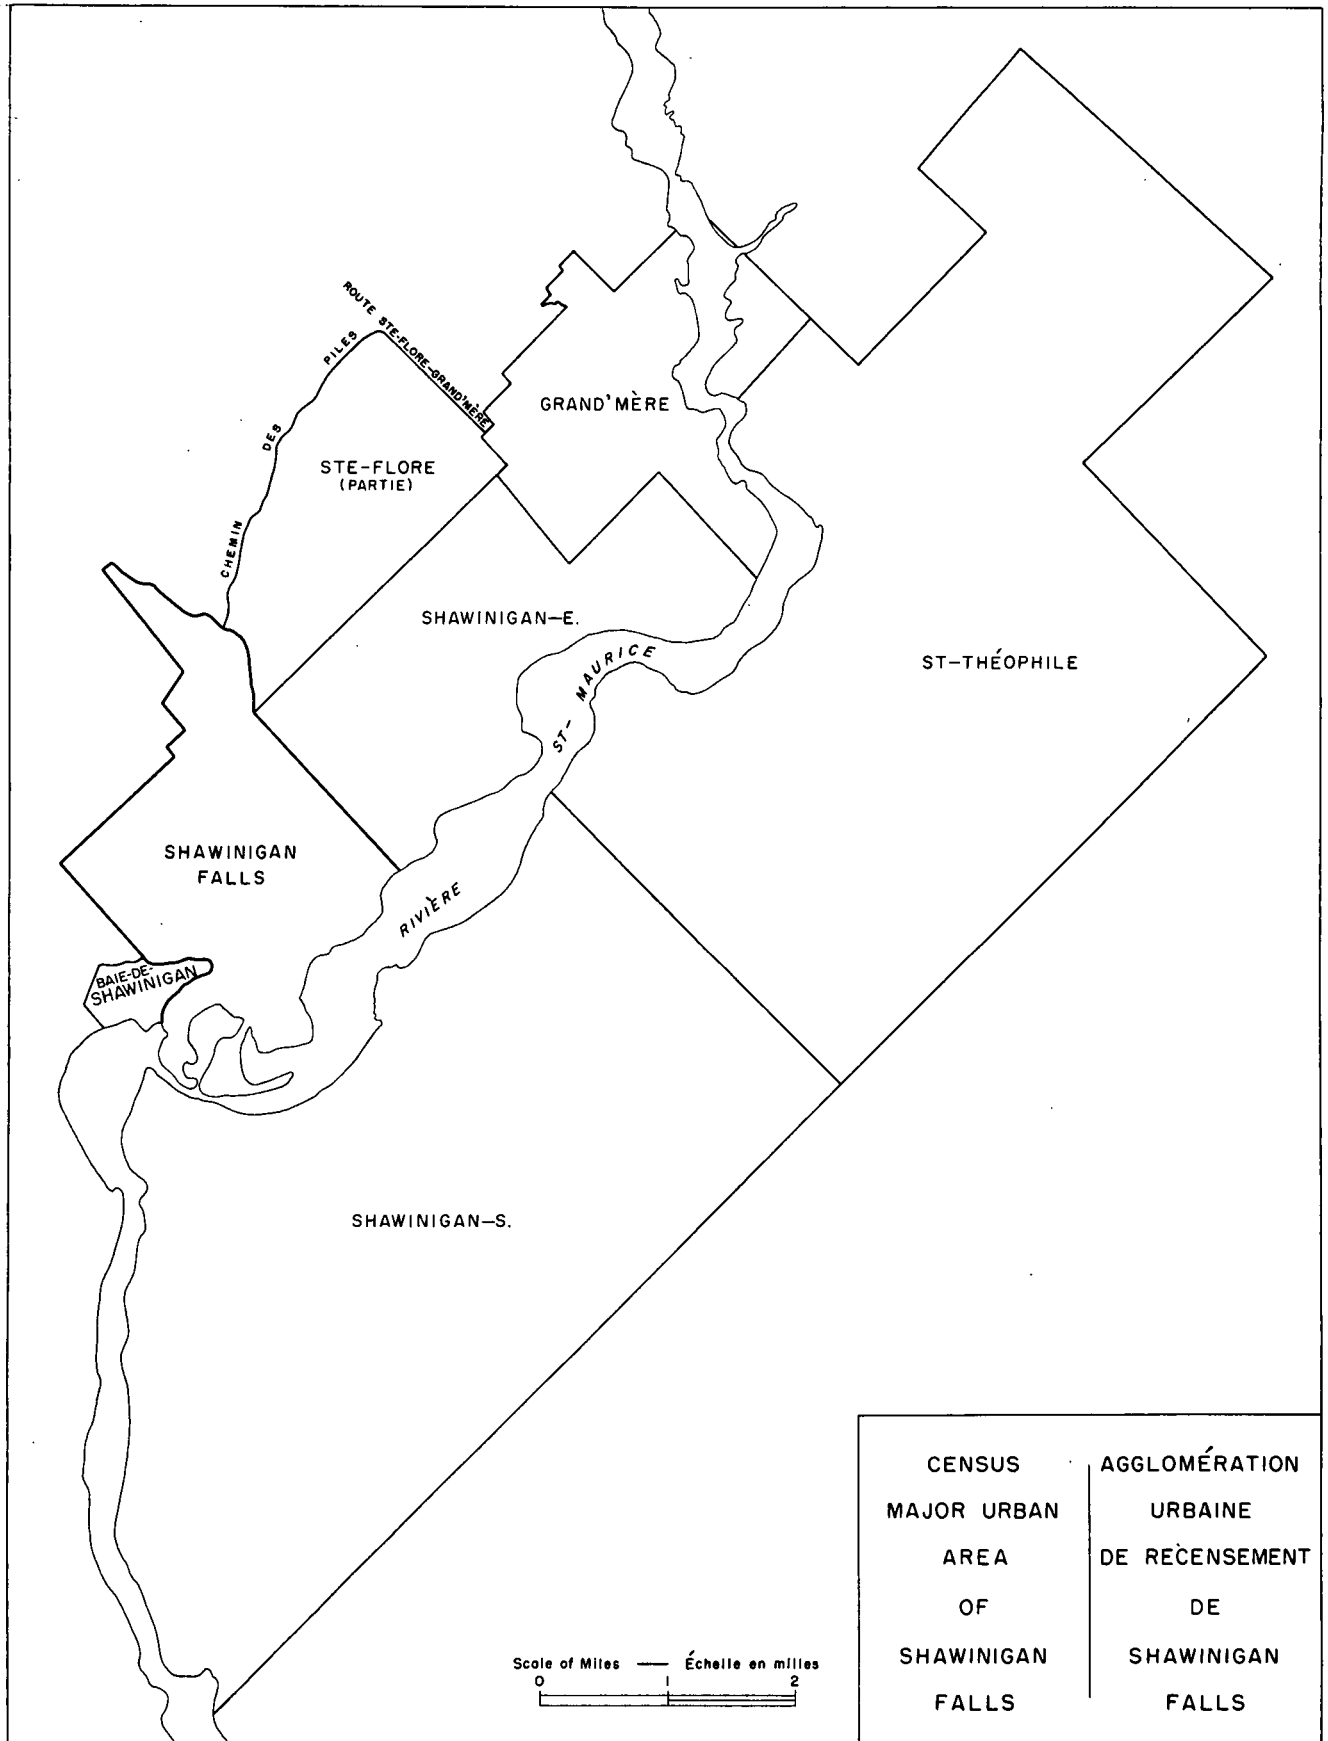 ROUTE STE-FLORE-GRAND'MÈRE
CHEMIN DES PILES
GRAND'MÈRE
STE-FLORE
(PARTIE)
SHAWINIGAN-E.
ST-THÉOPHILE
RIVIÈRE ST-MAURICE
SHAWINIGAN
FALLS
BAIE-DE-
SHAWINIGAN
SHAWINIGAN-S.
Scale of Miles — Échelle en milles
0 1 2
CENSUS
MAJOR URBAN
AREA
OF
SHAWINIGAN
FALLS
AGGLOMÉRATION
URBAINE
DE RECENSEMENT
DE
SHAWINIGAN
FALLS